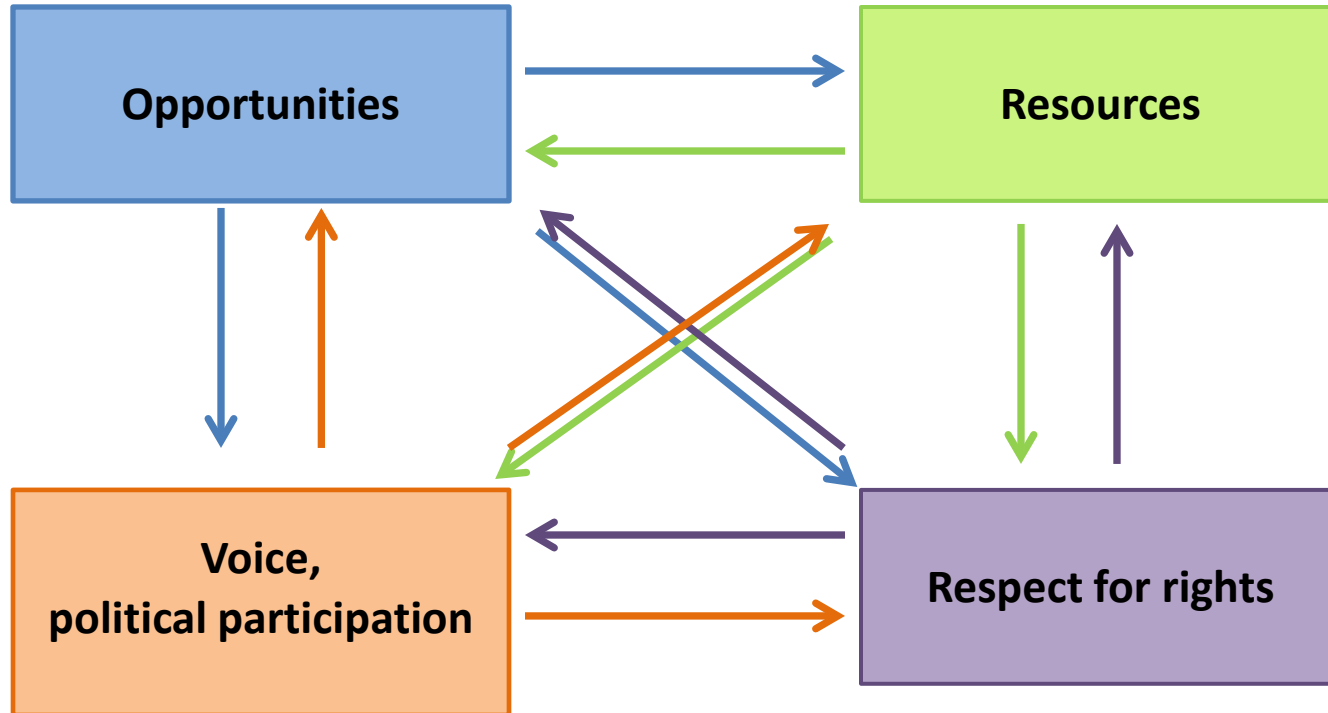 Opportunities
Resources
Voice,
political participation
Respect for rights